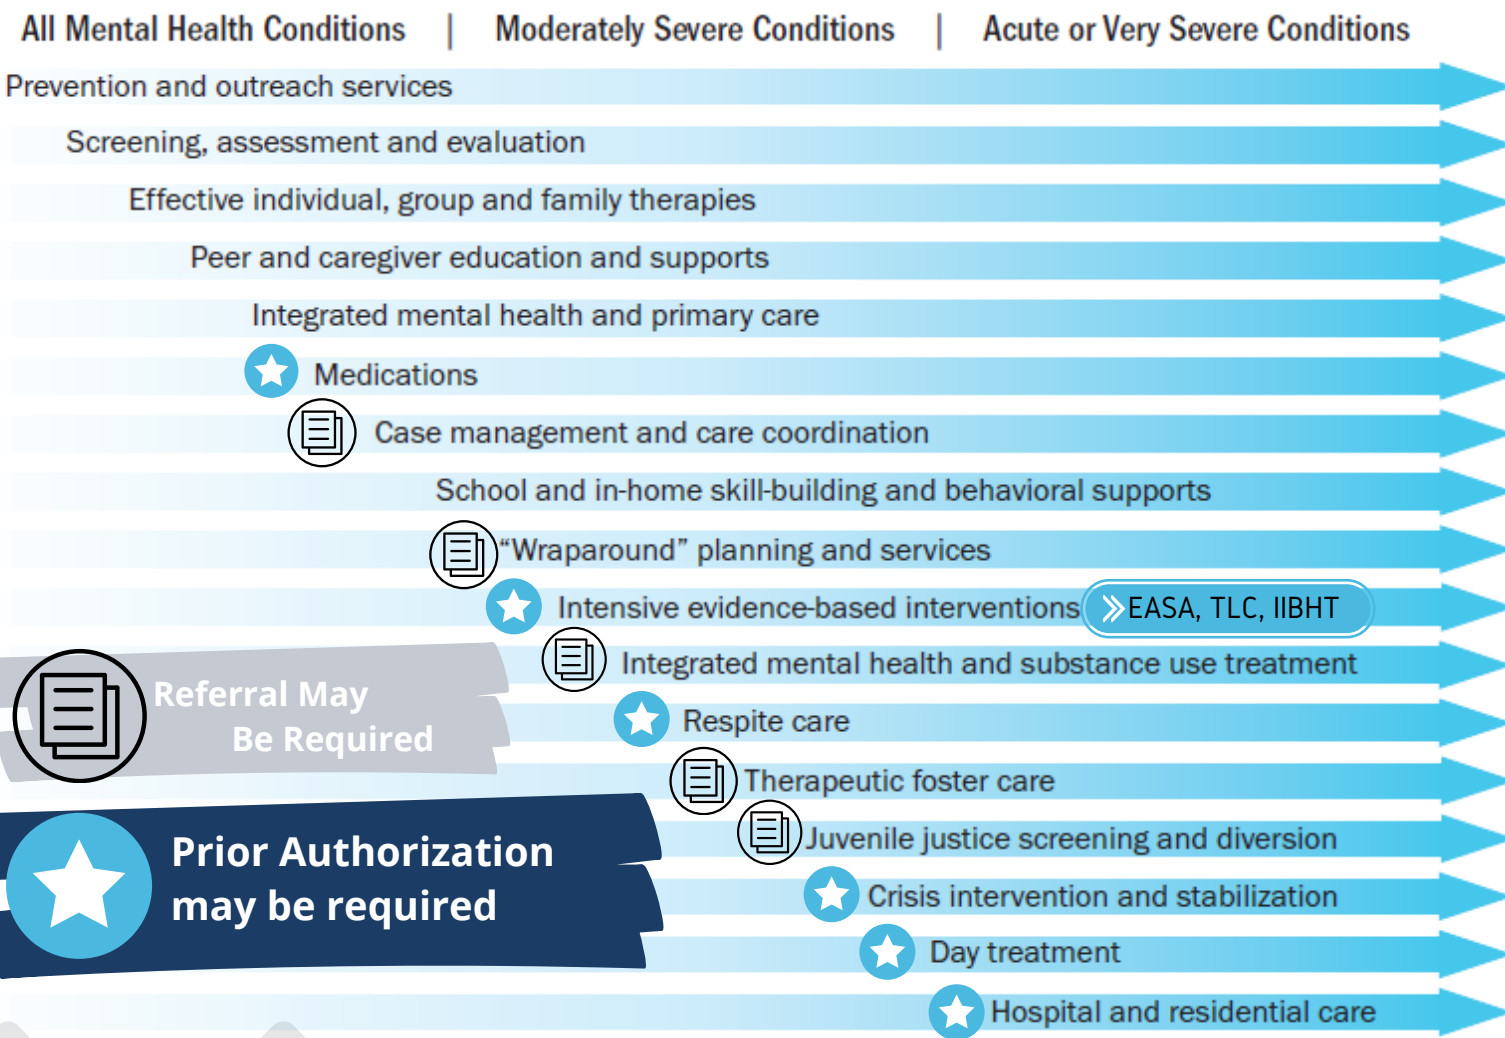 All Mental Health Conditions | Moderately Severe Conditions | Acute or Very Severe Conditions
Prevention and outreach services
Screening, assessment and evaluation
Effective individual, group and family therapies
Peer and caregiver education and supports
Integrated mental health and primary care
Medications
Case management and care coordination
School and in-home skill-building and behavioral supports
“Wraparound” planning and services
Intensive evidence-based interventions EASA, TLC, IIBHT
Integrated mental health and substance use treatment
Respite care
Therapeutic foster care
Juvenile justice screening and diversion
Crisis intervention and stabilization
Day treatment
Hospital and residential care
Referral May
Be Required
Prior Authorization
may be required